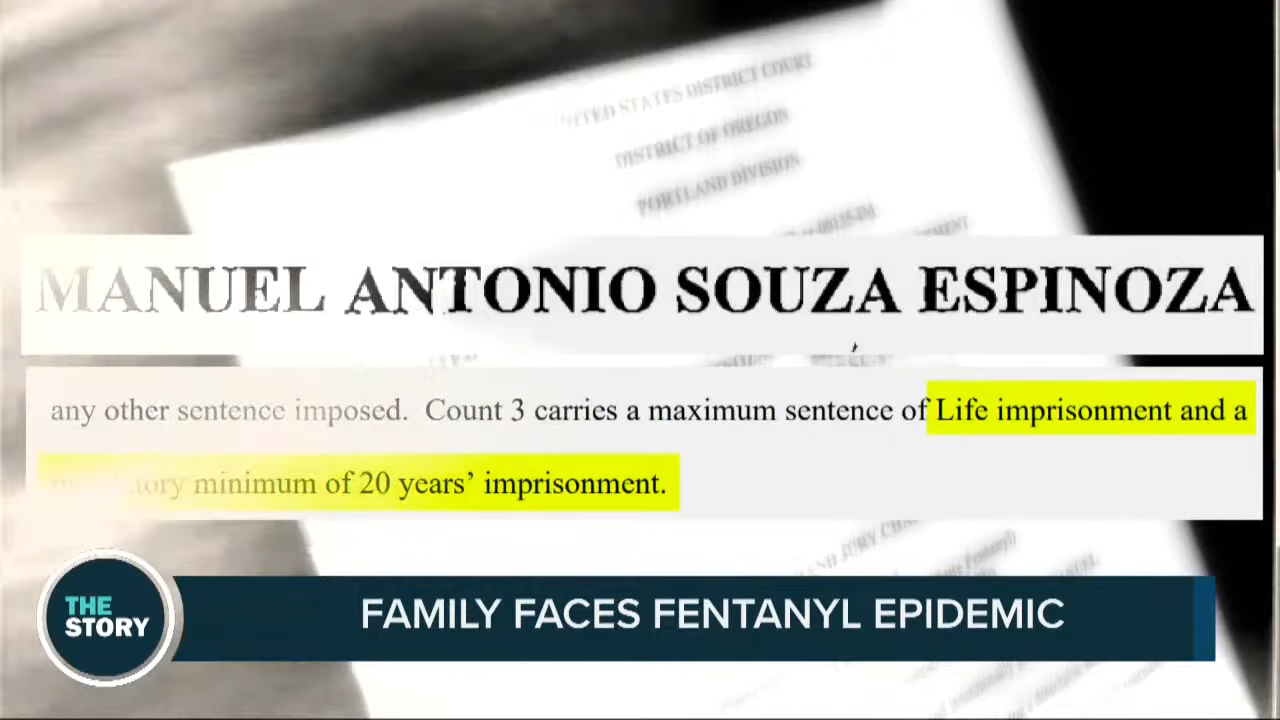 UNITED STATES DISTRICT COURT
DISTRICT OF OREGON
PORTLAND DIVISION
MANUEL ANTONIO SOUZA ESPINOZA
any other sentence imposed. Count 3 carries a maximum sentence of Life imprisonment and a
mandatory minimum of 20 years’ imprisonment.
THE
STORY
FAMILY FACES FENTANYL EPIDEMIC